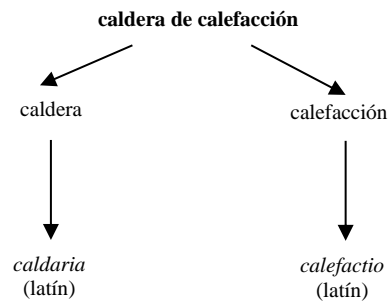 caldera de calefacción
caldera
calefacción
caldaria
(latín)
calefactio
(latín)